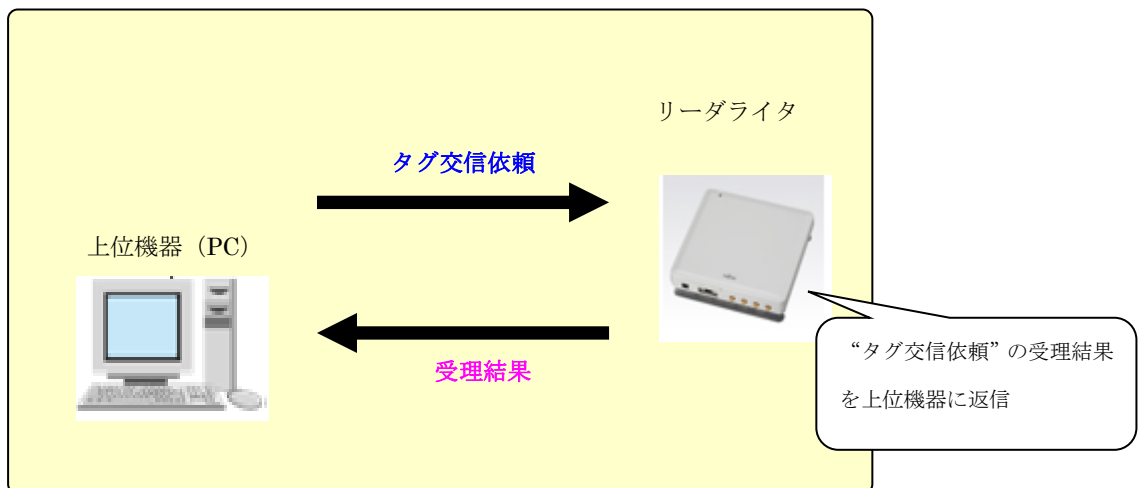 リーダライタ
タグ交信依頼
上位機器（PC）
受理結果
“タグ交信依頼”の受理結果
を上位機器に返信